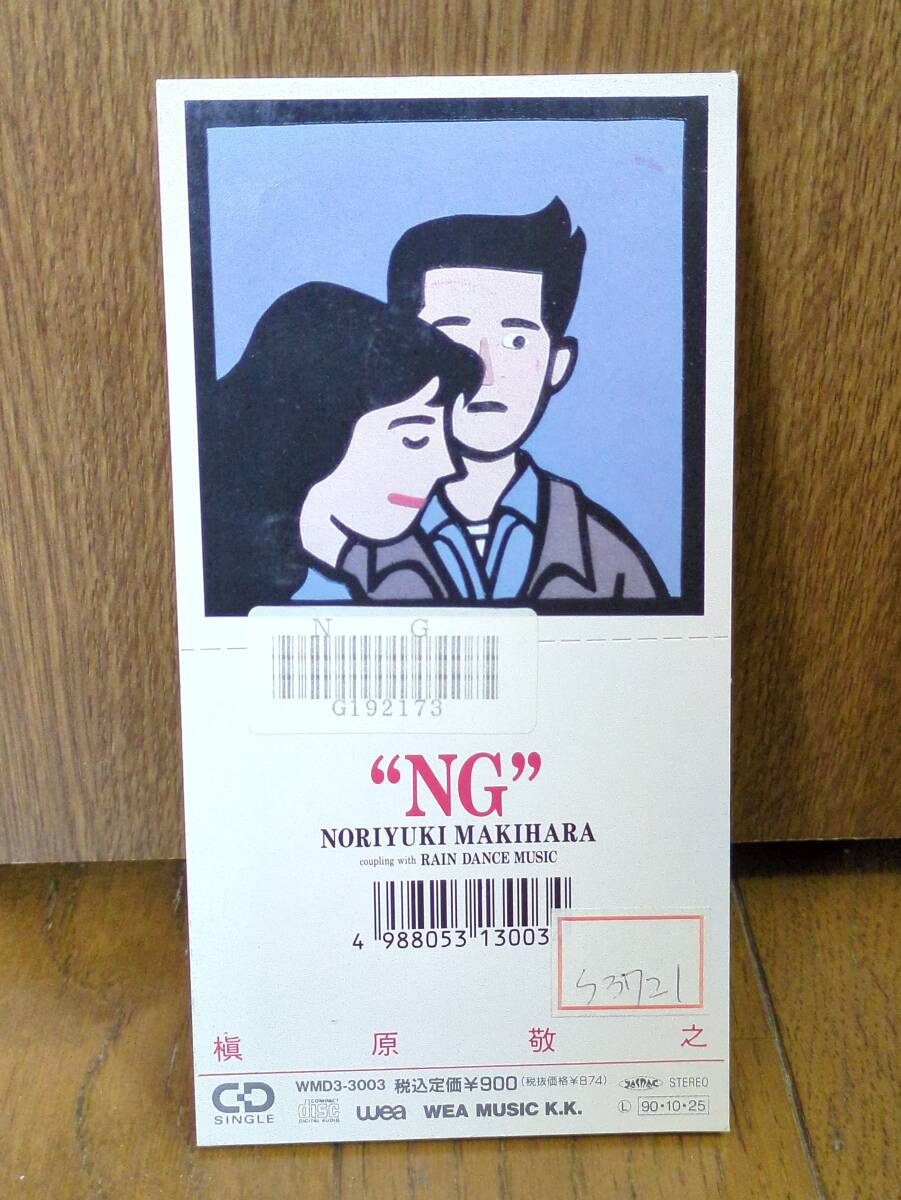 N G
G192173
“NG”
NORIYUKI MAKIHARA
coupling with RAIN DANCE MUSIC
4 988053 13003
53721
槇原敬之
CD SINGLE
WMD3-3003 税込定価¥900 (税抜価格¥874) STEREO
COMPACT disc DIGITAL AUDIO wea WEA MUSIC K.K. Ⓛ 90・10・25